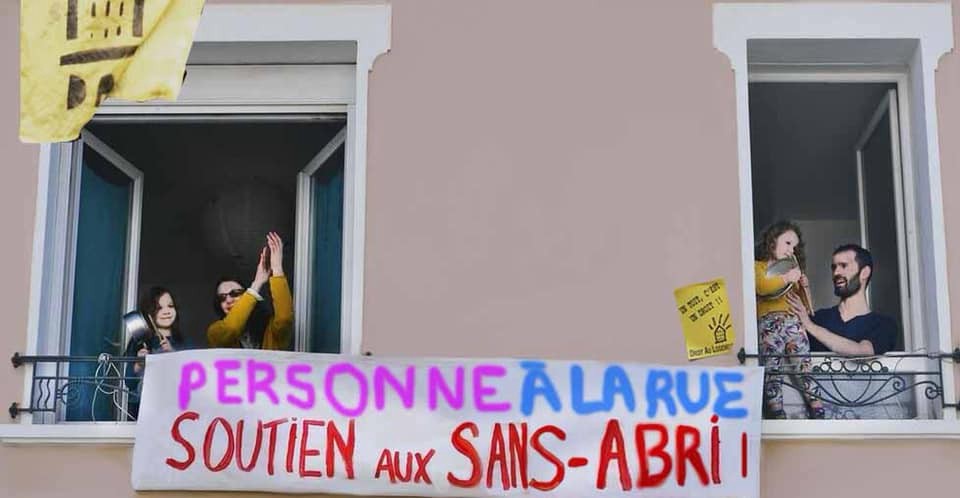 UN TOIT, C'EST
UN DROIT !!
DROIT AU LOGEMENT
PERSONNE À LA RUE
SOUTIEN AUX SANS-ABRI !